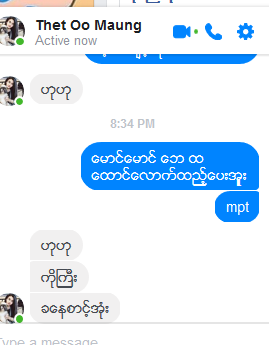 Thet Oo Maung
Active now
ဟုဟု
8:34 PM
မောင်မောင် ဘေ ထ
ထောင်လောက်ထည့်ပေးအူး
mpt
ဟုဟု
ကိုကြီး
ခနေစာင့်အုံး
Type a message